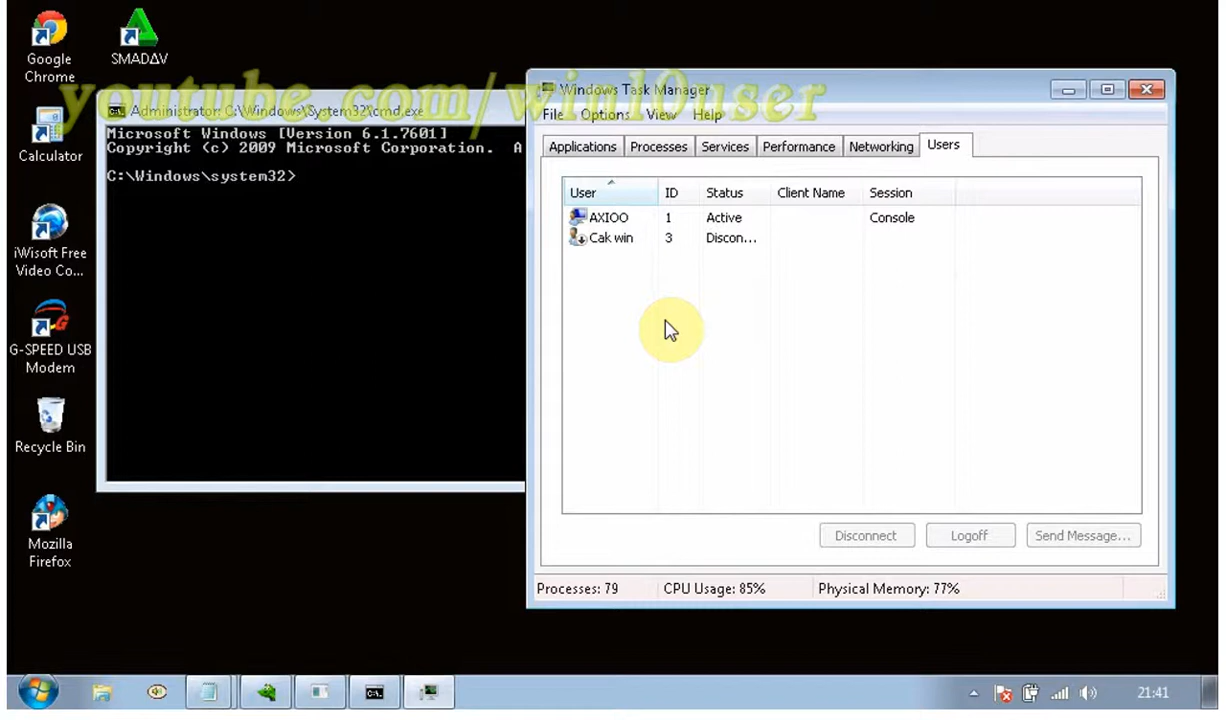 Google
Chrome
SMADΔV
Calculator
iWisoft Free
Video Co...
G-SPEED USB
Modem
Recycle Bin
Mozilla
Firefox
youtube.com/win10user
Administrator: C:\Windows\System32\cmd.exe
Microsoft Windows [Version 6.1.7601]
Copyright (c) 2009 Microsoft Corporation. A
C:\Windows\system32>
Windows Task Manager
File Options View Help
Applications Processes Services Performance Networking Users
User ID Status Client Name Session
AXIOO 1 Active Console
Cak win 3 Discon...
Disconnect Logoff Send Message...
Processes: 79 CPU Usage: 85% Physical Memory: 77%
21:41